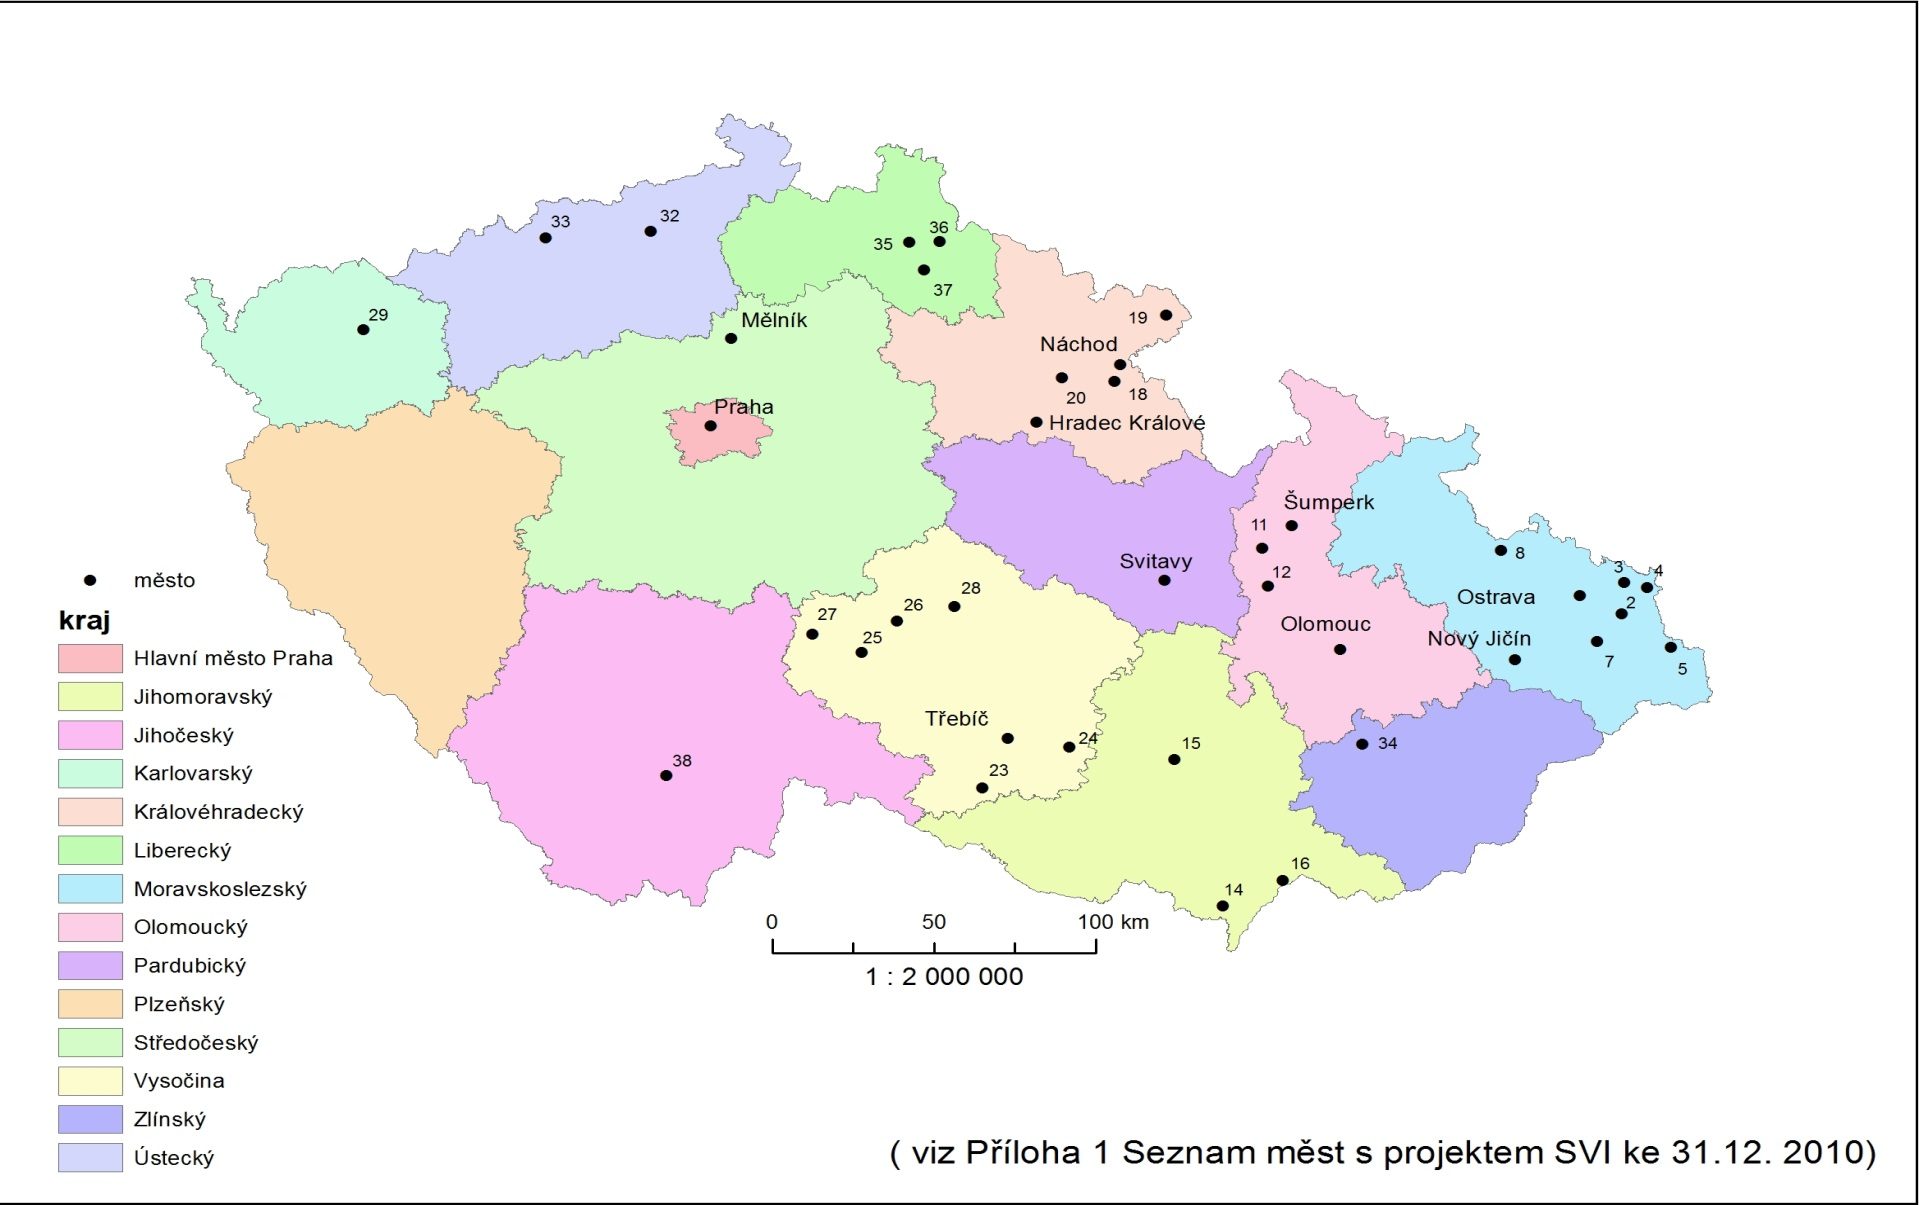 33
32
35
36
37
29
Mělník
19
Náchod
20
18
Praha
Hradec Králové
Šumperk
11
12
8
3
4
Svitavy
Ostrava
2
Olomouc
Nový Jičín
7
5
27
26
28
25
Třebíč
24
23
15
34
38
16
14
město
kraj
Hlavní město Praha
Jihomoravský
Jihočeský
Karlovarský
Královéhradecký
Liberecký
Moravskoslezský
Olomoucký
Pardubický
Plzeňský
Středočeský
Vysočina
Zlínský
Ústecký
0 50 100 km
1 : 2 000 000
( viz Příloha 1 Seznam měst s projektem SVI ke 31.12. 2010)